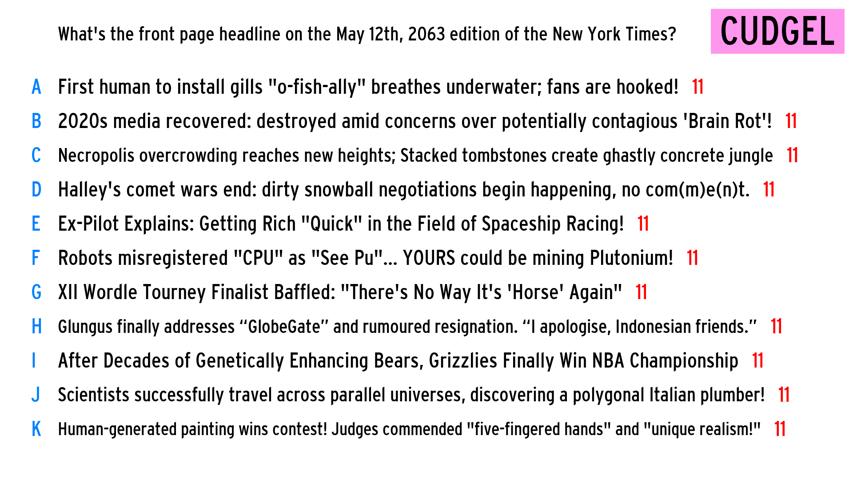 What's the front page headline on the May 12th, 2063 edition of the New York Times?
CUDGEL
A First human to install gills "o-fish-ally" breathes underwater; fans are hooked! 11
B 2020s media recovered: destroyed amid concerns over potentially contagious 'Brain Rot'! 11
C Necropolis overcrowding reaches new heights; Stacked tombstones create ghastly concrete jungle 11
D Halley's comet wars end: dirty snowball negotiations begin happening, no com(m)e(n)t. 11
E Ex-Pilot Explains: Getting Rich "Quick" in the Field of Spaceship Racing! 11
F Robots misregistered "CPU" as "See Pu"... YOURS could be mining Plutonium! 11
G XII Wordle Tourney Finalist Baffled: "There's No Way It's 'Horse' Again" 11
H Glungus finally addresses “GlobeGate” and rumoured resignation. “I apologise, Indonesian friends.” 11
I After Decades of Genetically Enhancing Bears, Grizzlies Finally Win NBA Championship 11
J Scientists successfully travel across parallel universes, discovering a polygonal Italian plumber! 11
K Human-generated painting wins contest! Judges commended "five-fingered hands" and "unique realism!" 11